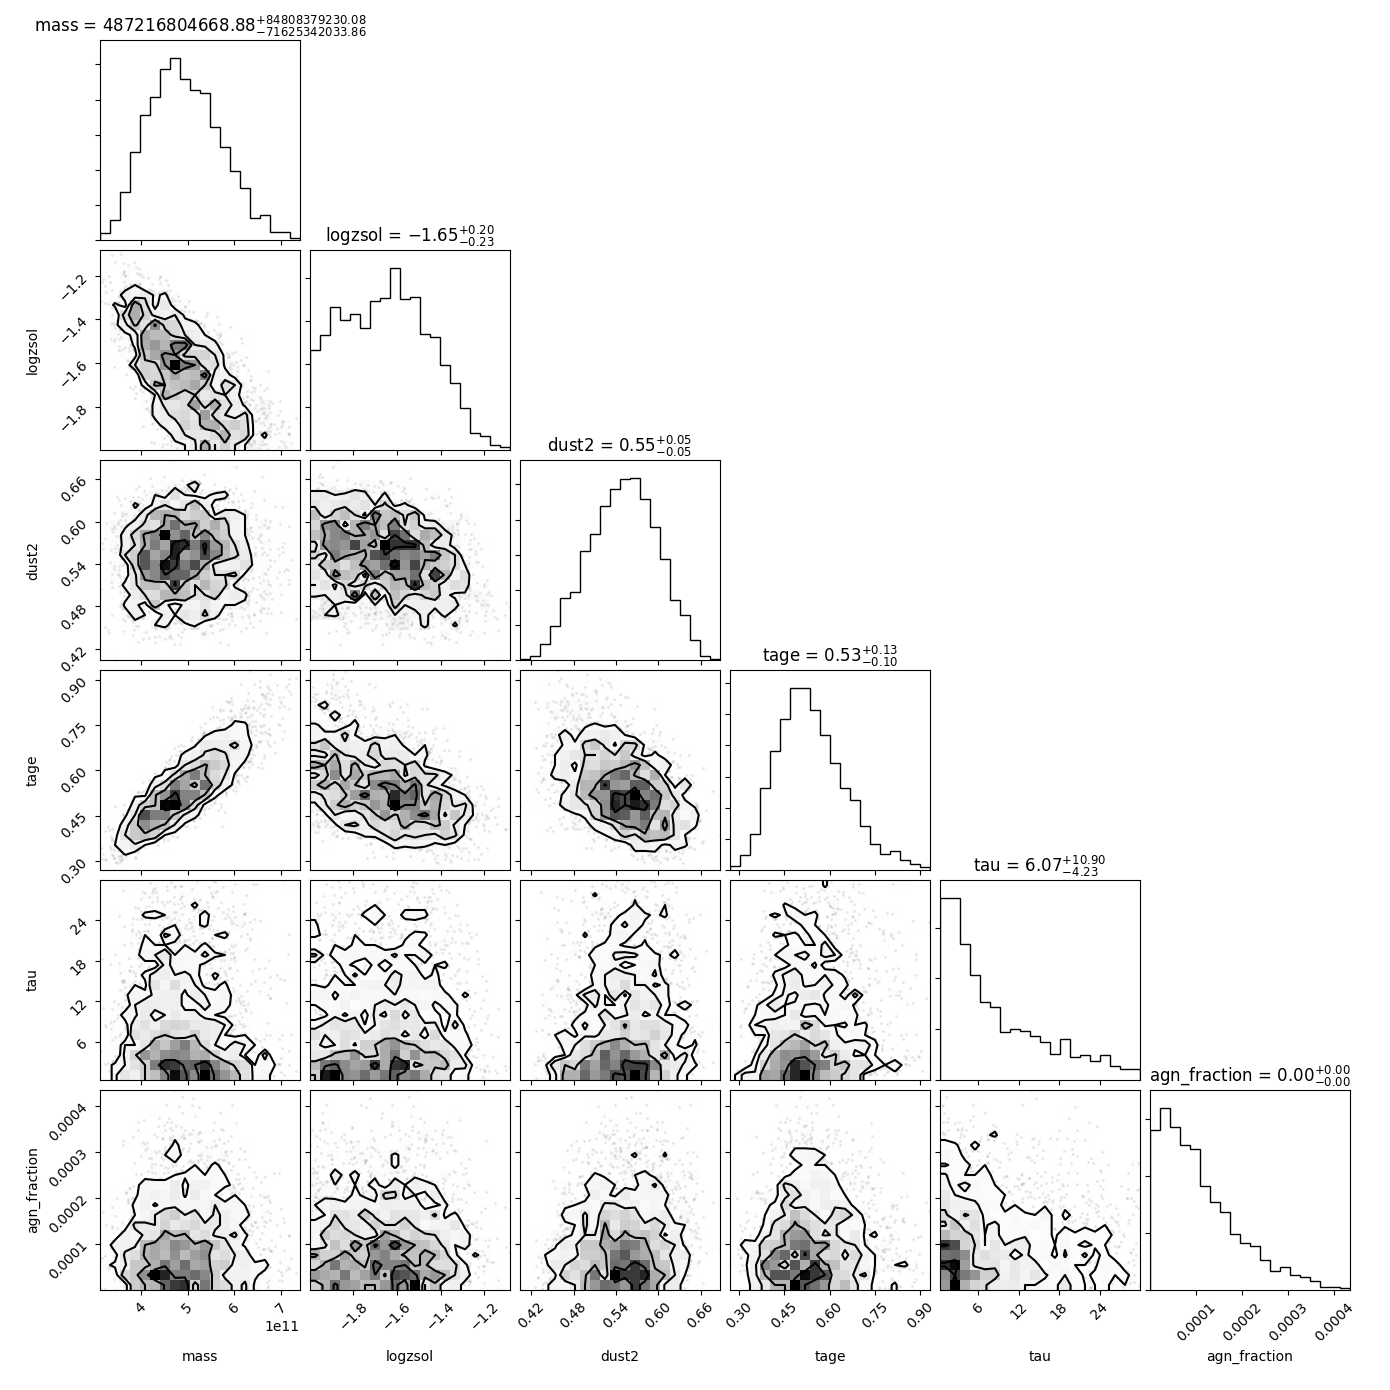 mass = 487216804668.88+84808379230.08−71625342033.86
logzsol = −1.65+0.20−0.23
logzsol
−1.2
−1.4
−1.6
−1.8
dust2 = 0.55+0.05−0.05
dust2
0.66
0.60
0.54
0.48
0.42
tage = 0.53+0.13−0.10
tage
0.90
0.75
0.60
0.45
0.30
tau = 6.07+10.90−4.23
tau
24
18
12
6
agn_fraction = 0.00+0.00−0.00
agn_fraction
0.0004
0.0003
0.0002
0.0001
4 5 6 7 −1.8 −1.6 −1.4 −1.2 0.42 0.48 0.54 0.60 0.66 0.30 0.45 0.60 0.75 0.90 6 12 18 24 0.0001 0.0002 0.0003 0.0004
1e11
mass logzsol dust2 tage tau agn_fraction